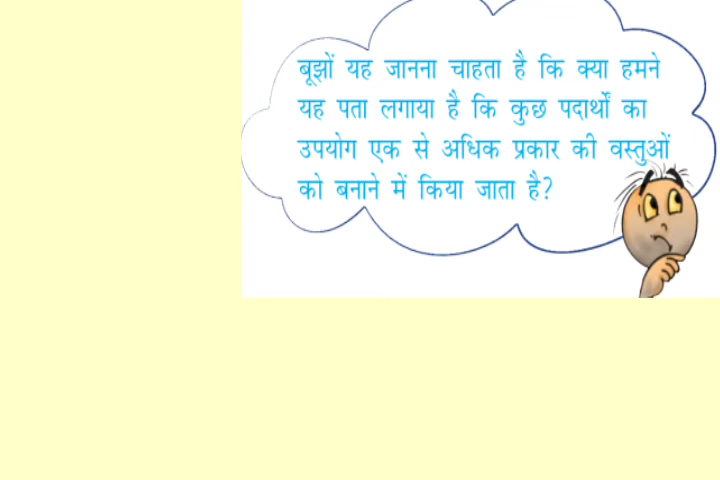 बूझों यह जानना चाहता है कि क्या हमने
यह पता लगाया है कि कुछ पदार्थों का
उपयोग एक से अधिक प्रकार की वस्तुओं
को बनाने में किया जाता है?